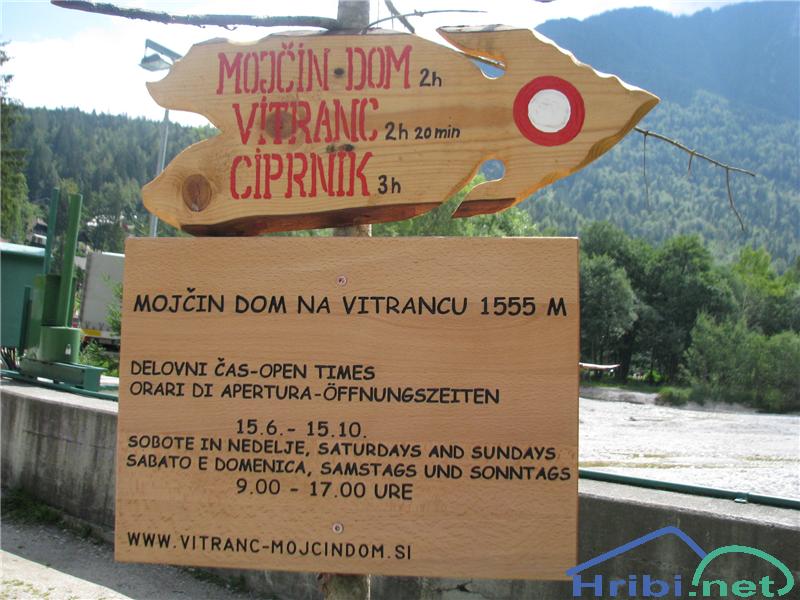 MOJČIN DOM 2h
VITRANC 2h 20 min
CIPRNIK 3h
MOJČIN DOM NA VITRANCU 1555 M
DELOVNI ČAS-OPEN TIMES
ORARI DI APERTURA-ÖFFNUNGSZEITEN
15.6. - 15.10.
SOBOTE IN NEDELJE, SATURDAYS AND SUNDAYS
SABATO E DOMENICA, SAMSTAGS UND SONNTAGS
9.00 - 17.00 URE
WWW.VITRANC-MOJCINDOM.SI
Hribi.net